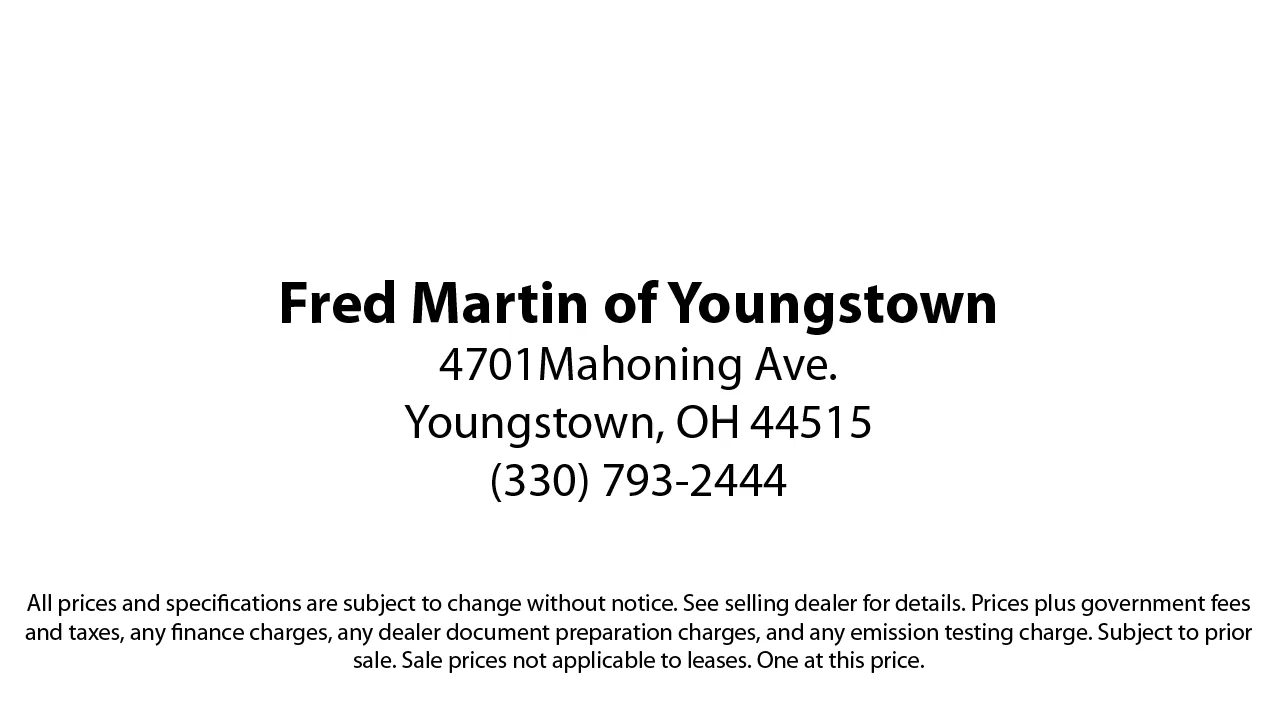 Fred Martin of Youngstown
4701Mahoning Ave.
Youngstown, OH 44515
(330) 793-2444
All prices and specifications are subject to change without notice. See selling dealer for details. Prices plus government fees
and taxes, any finance charges, any dealer document preparation charges, and any emission testing charge. Subject to prior
sale. Sale prices not applicable to leases. One at this price.